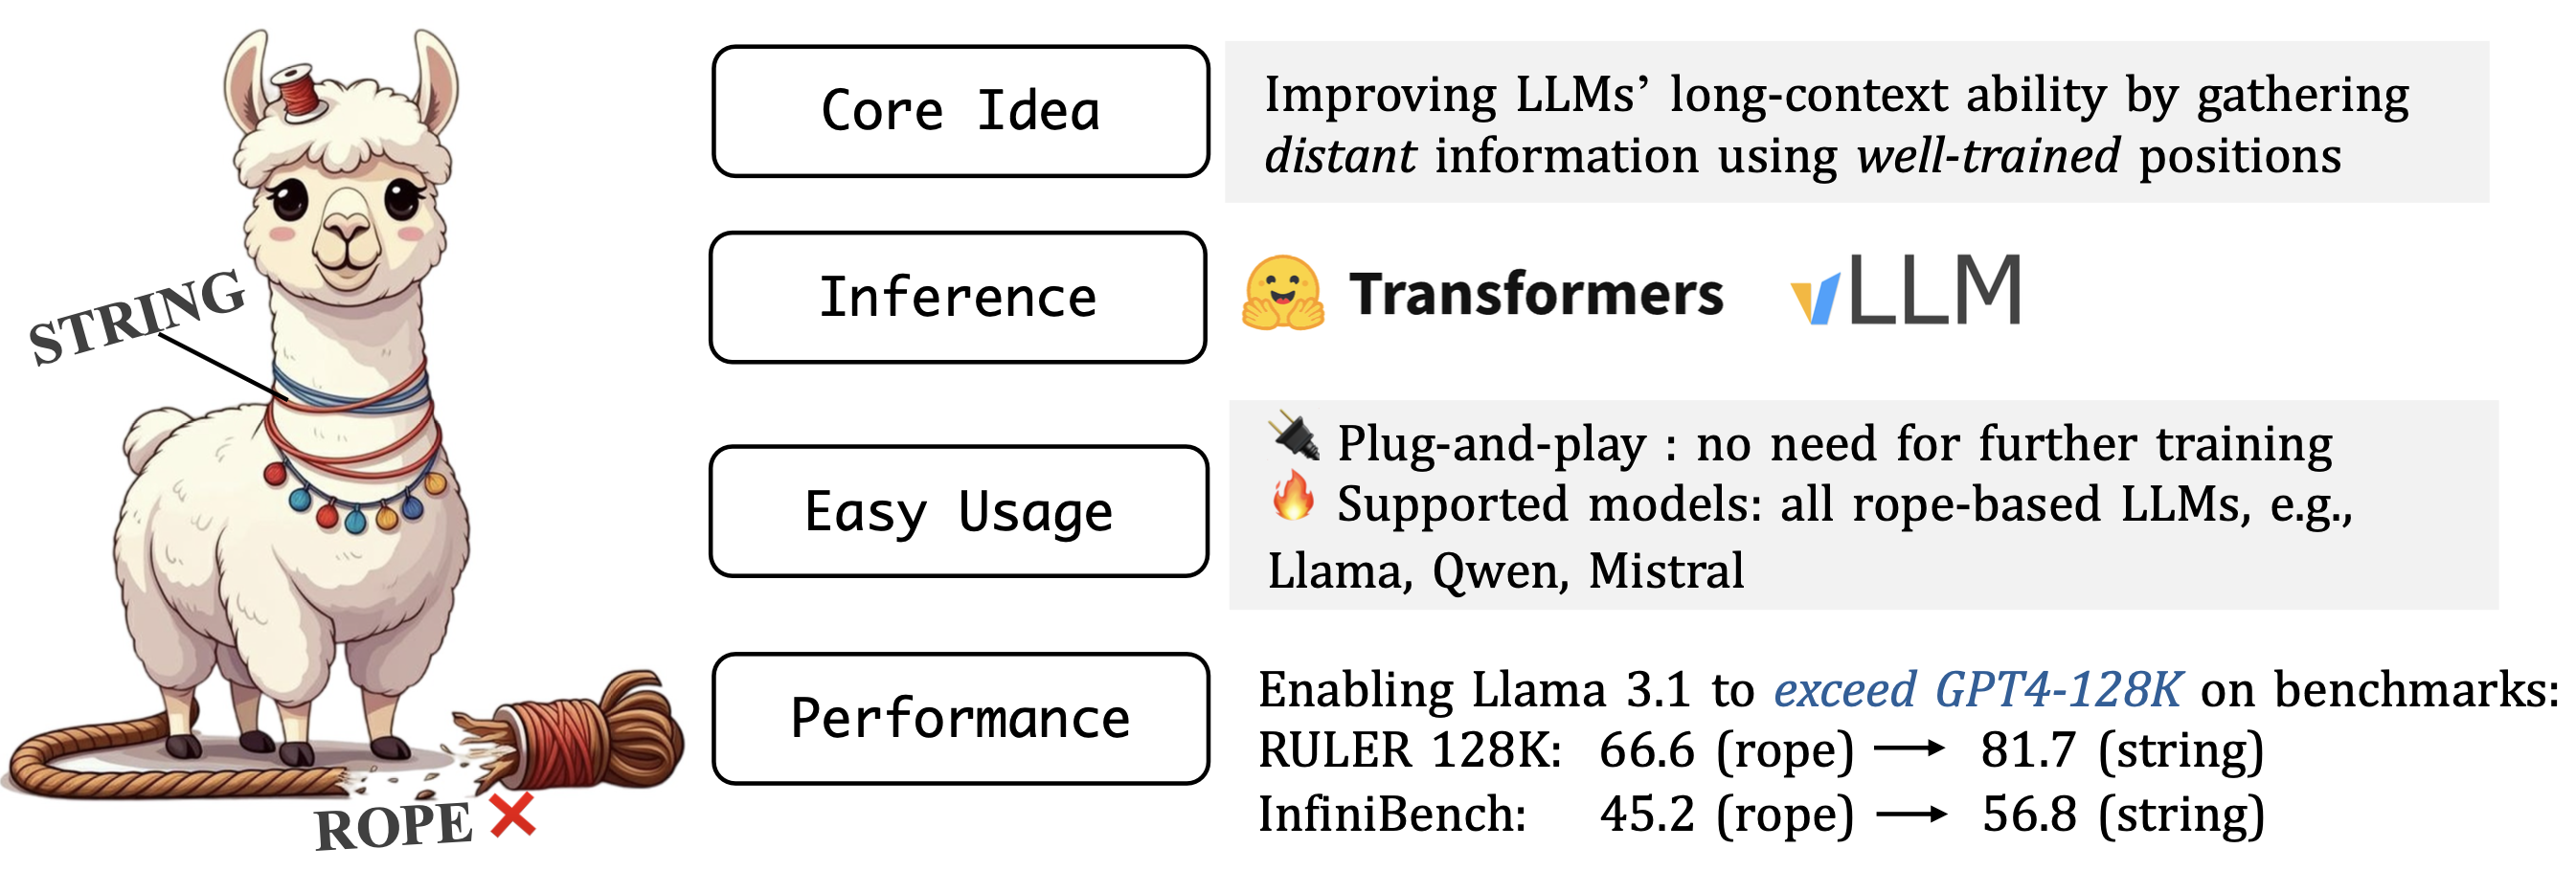 STRING
ROPE
Core Idea
Improving LLMs’ long-context ability by gathering
distant information using well-trained positions
Inference
Transformers vLLM
Easy Usage
Plug-and-play : no need for further training
Supported models: all rope-based LLMs, e.g.,
Llama, Qwen, Mistral
Performance
Enabling Llama 3.1 to exceed GPT4-128K on benchmarks:
RULER 128K: 66.6 (rope) → 81.7 (string)
InfiniBench: 45.2 (rope) → 56.8 (string)